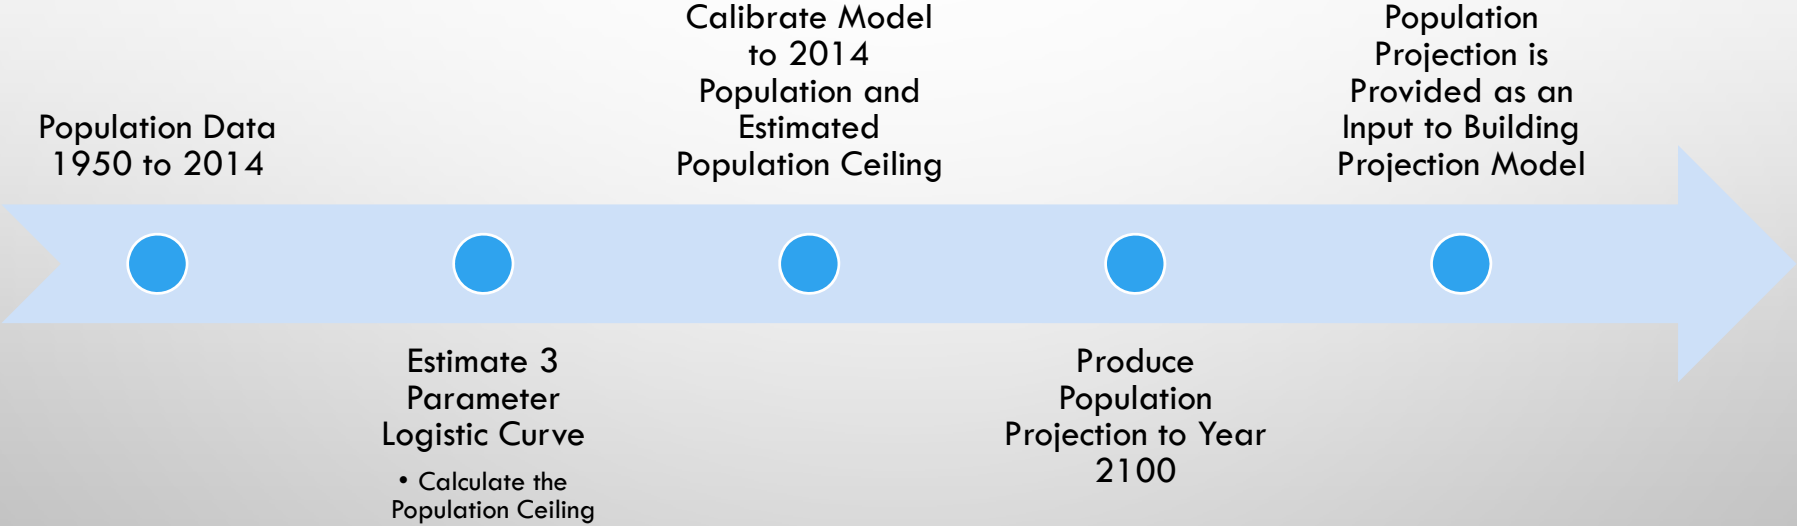 Population Data
1950 to 2014
Estimate 3
Parameter
Logistic Curve
• Calculate the
Population Ceiling
Calibrate Model
to 2014
Population and
Estimated
Population Ceiling
Produce
Population
Projection to Year
2100
Population
Projection is
Provided as an
Input to Building
Projection Model